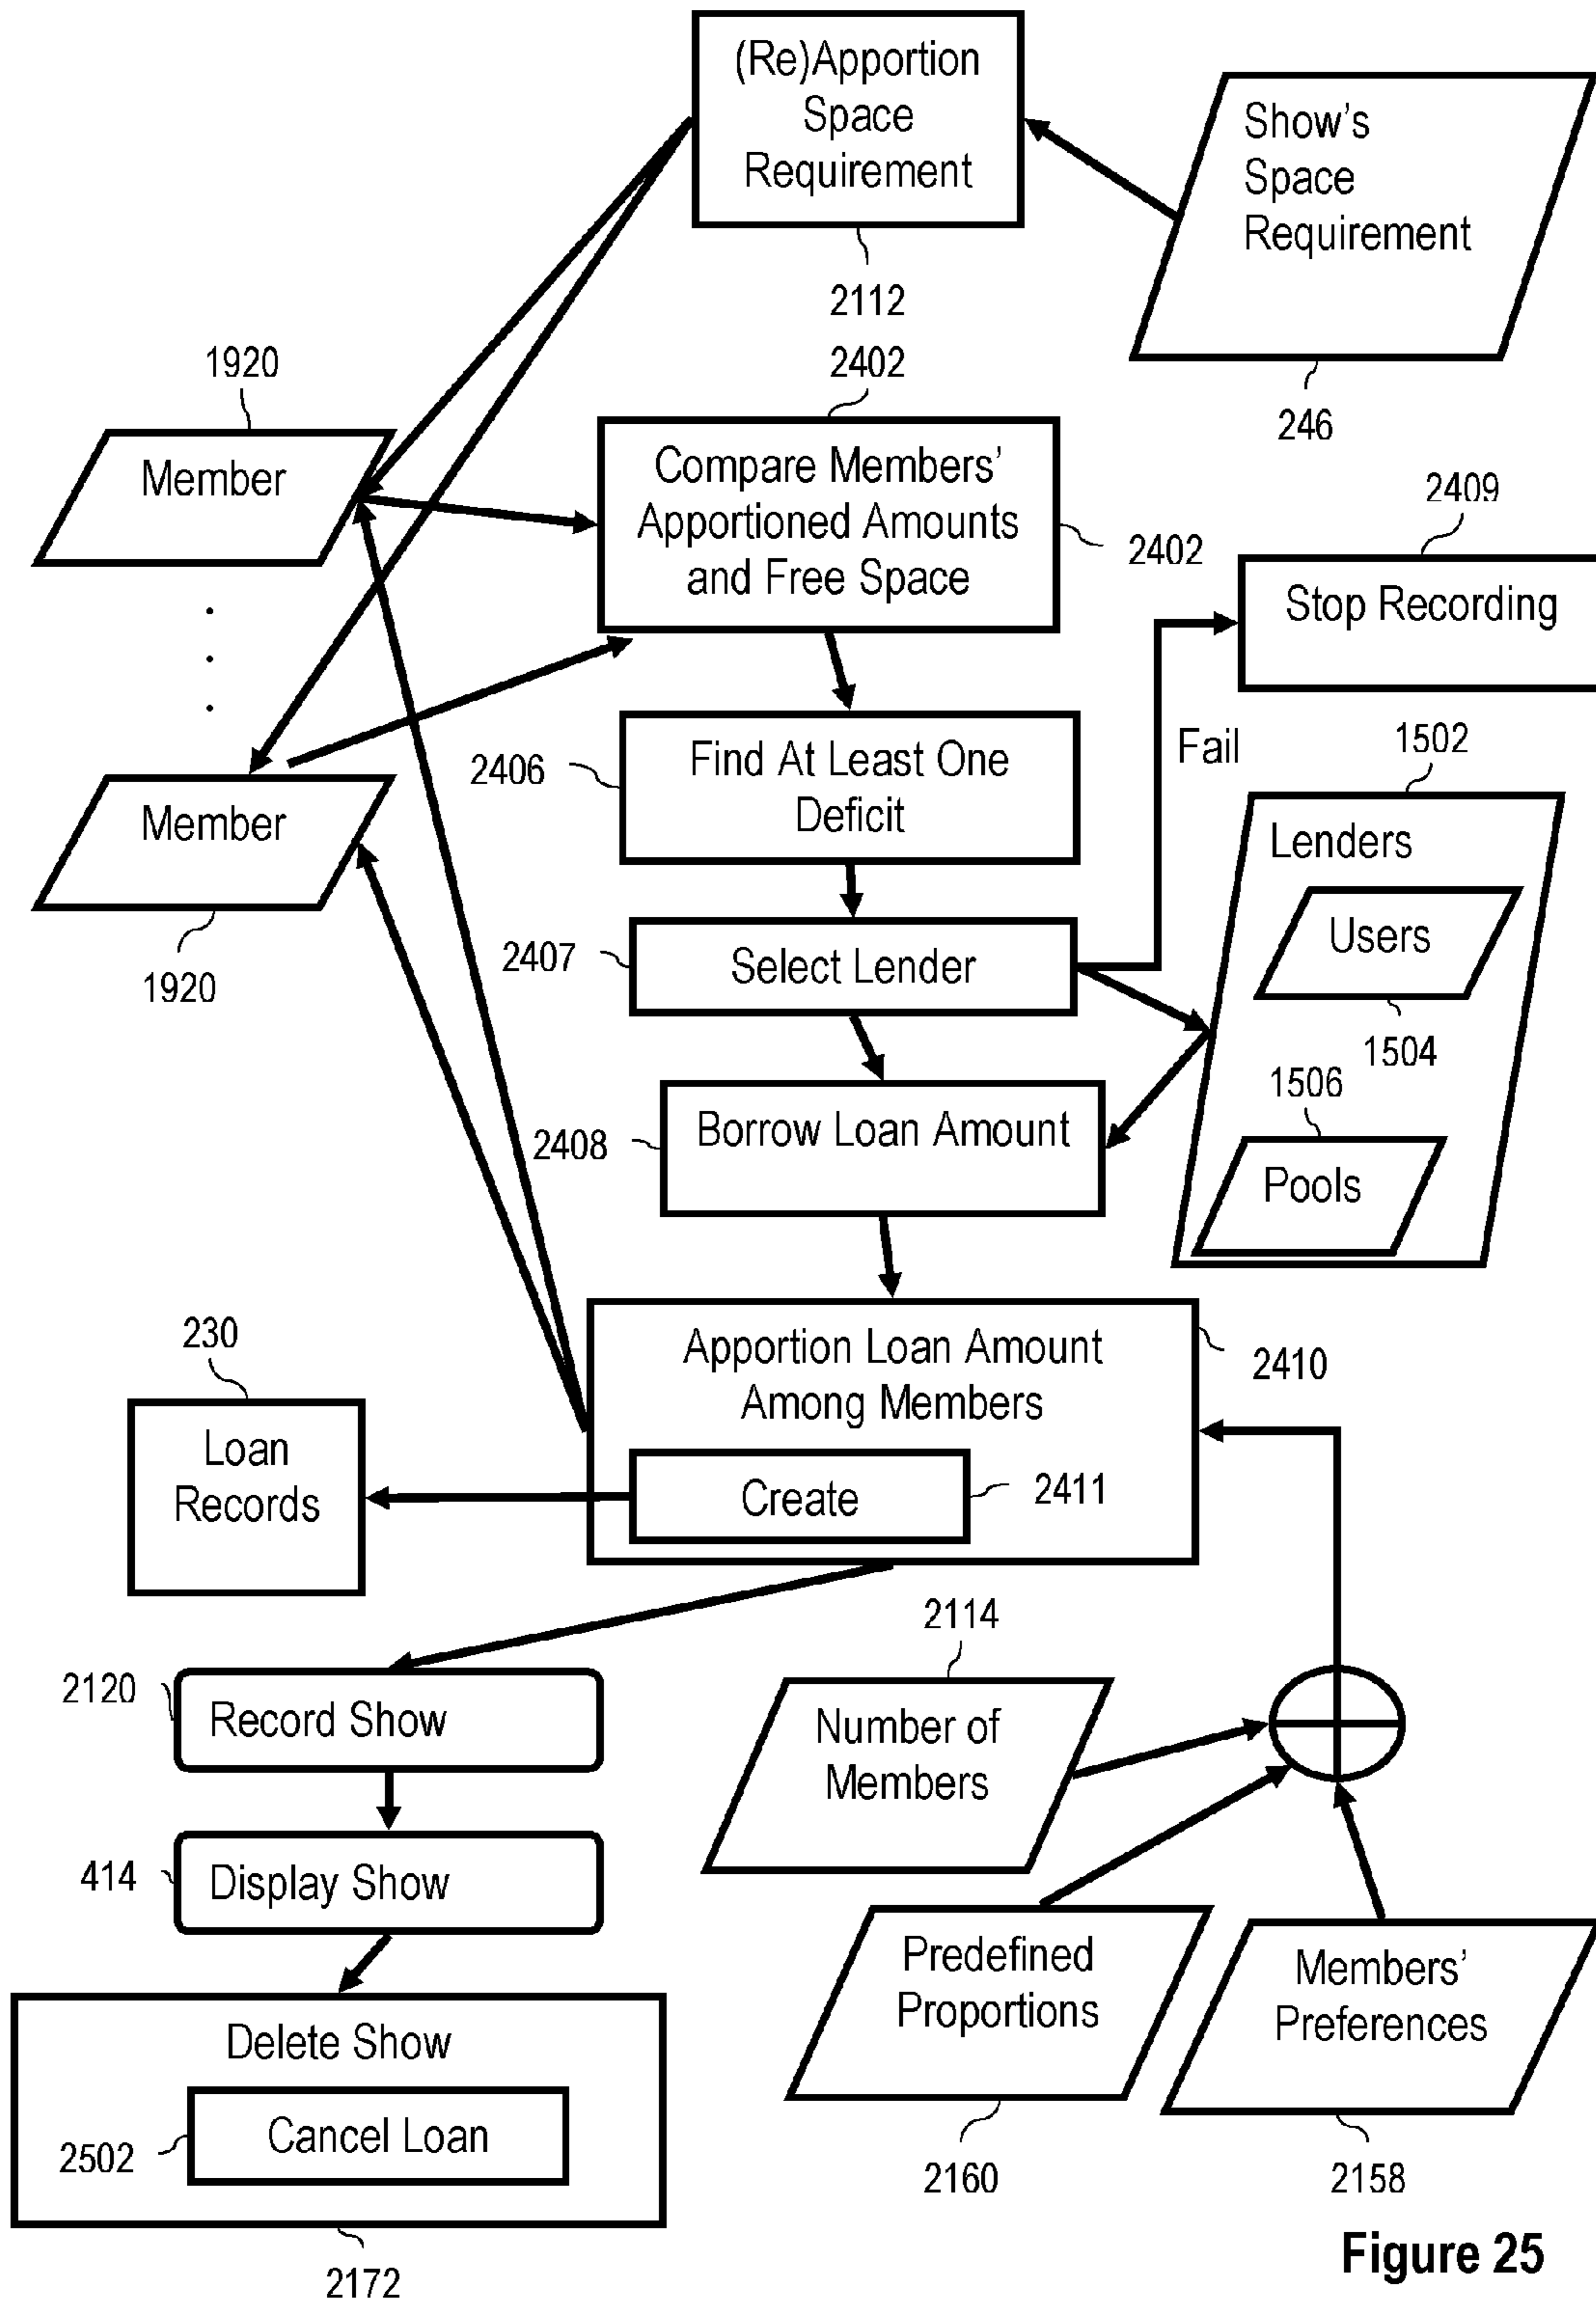 (Re)Apportion
Space
Requirement
2112
Show's
Space
Requirement
246
1920
Member
2402
Compare Members'
Apportioned Amounts
and Free Space
2402
2409
Stop Recording
.
.
.
Member
1920
2406
Find At Least One
Deficit
Fail
1502
Lenders
Users
1504
1506
Pools
2407
Select Lender
2408
Borrow Loan Amount
Apportion Loan Amount
Among Members
2410
Create
2411
230
Loan
Records
2120
Record Show
414
Display Show
Delete Show
Cancel Loan
2502
2172
2114
Number of
Members
Predefined
Proportions
2160
Members'
Preferences
2158
Figure 25